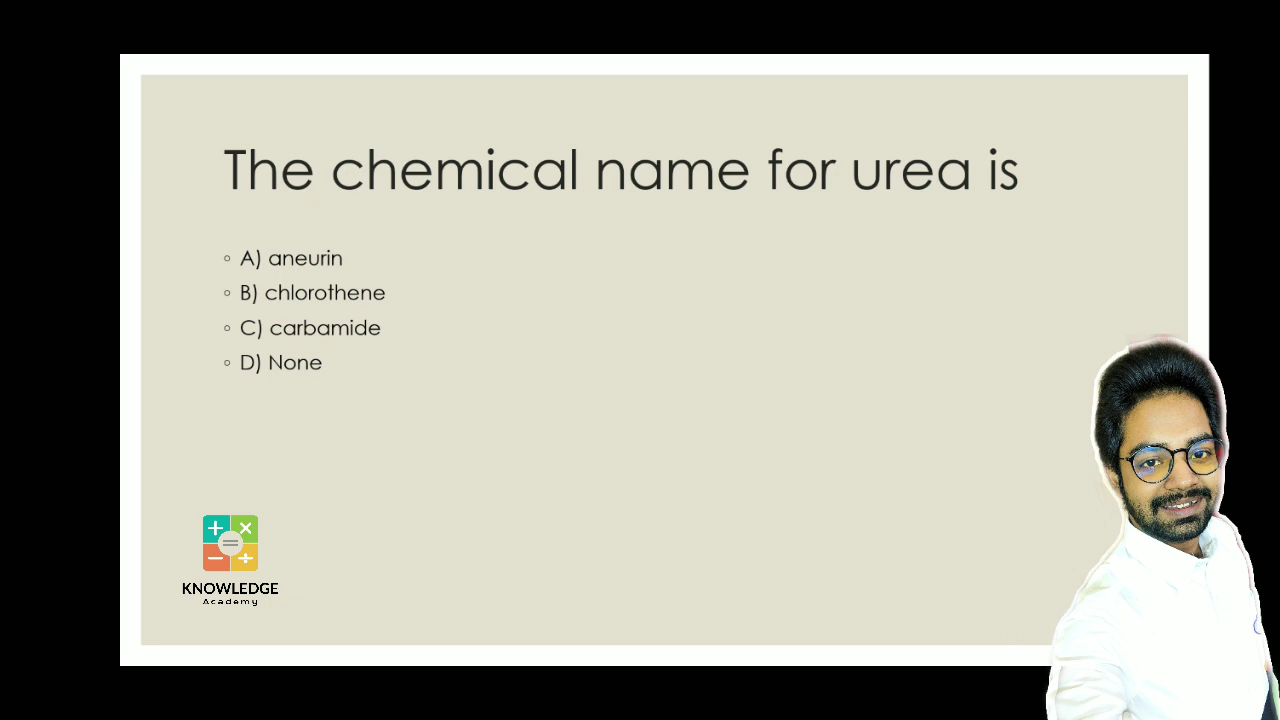 The chemical name for urea is
A) aneurin
B) chlorothene
C) carbamide
D) None
KNOWLEDGE
Academy